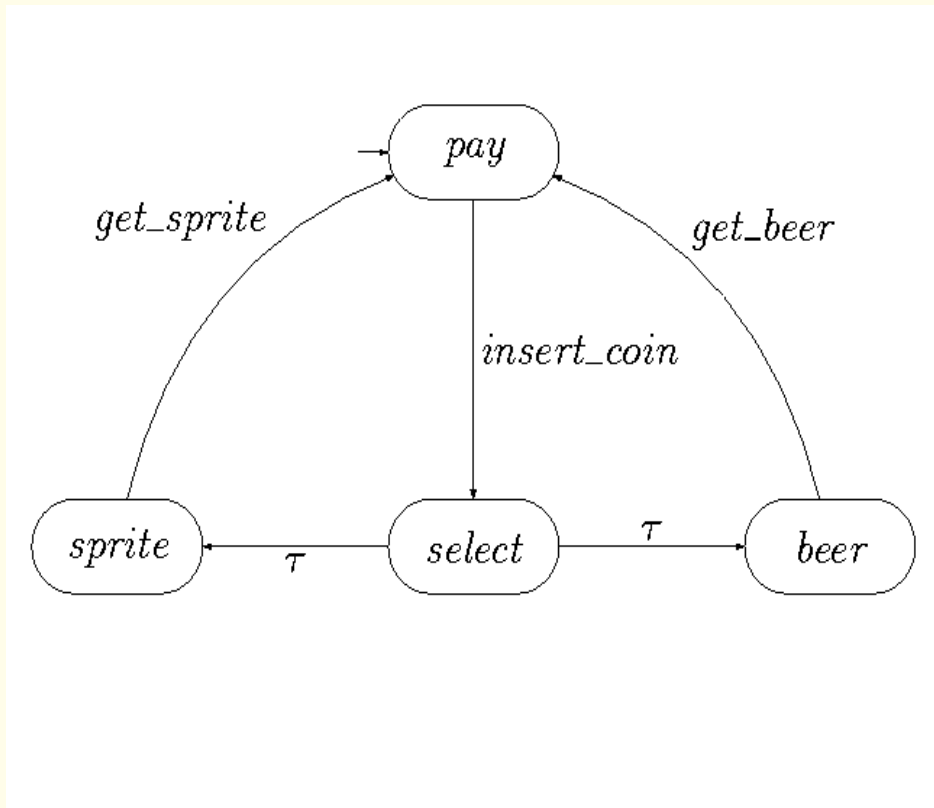 pay
get_sprite
get_beer
insert_coin
sprite
τ
select
τ
beer